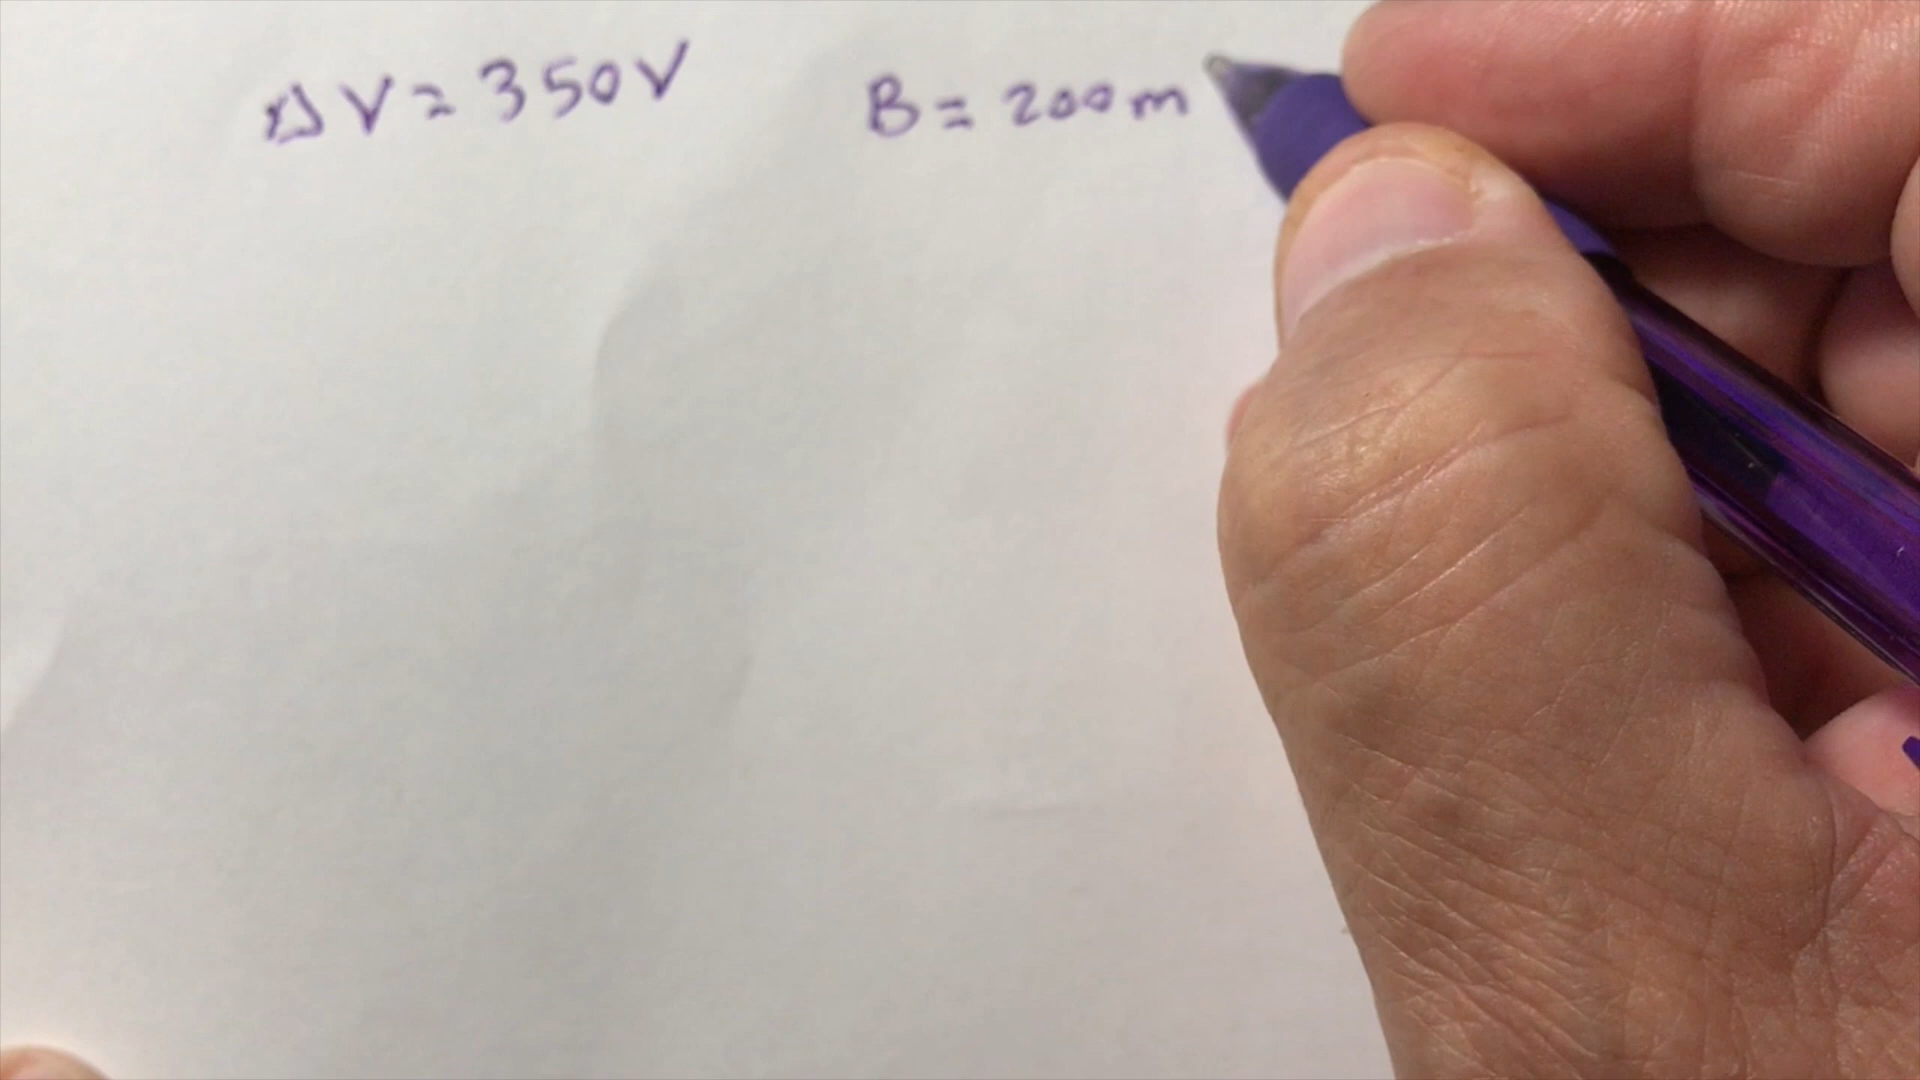 ΔV = 350V B = 200m